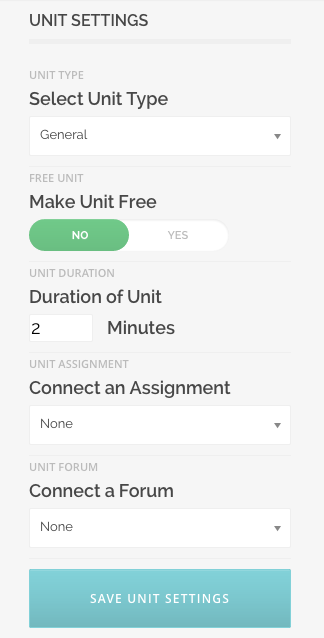 UNIT SETTINGS
UNIT TYPE
Select Unit Type
General
FREE UNIT
Make Unit Free
NO YES
UNIT DURATION
Duration of Unit
2 Minutes
UNIT ASSIGNMENT
Connect an Assignment
None
UNIT FORUM
Connect a Forum
None
SAVE UNIT SETTINGS